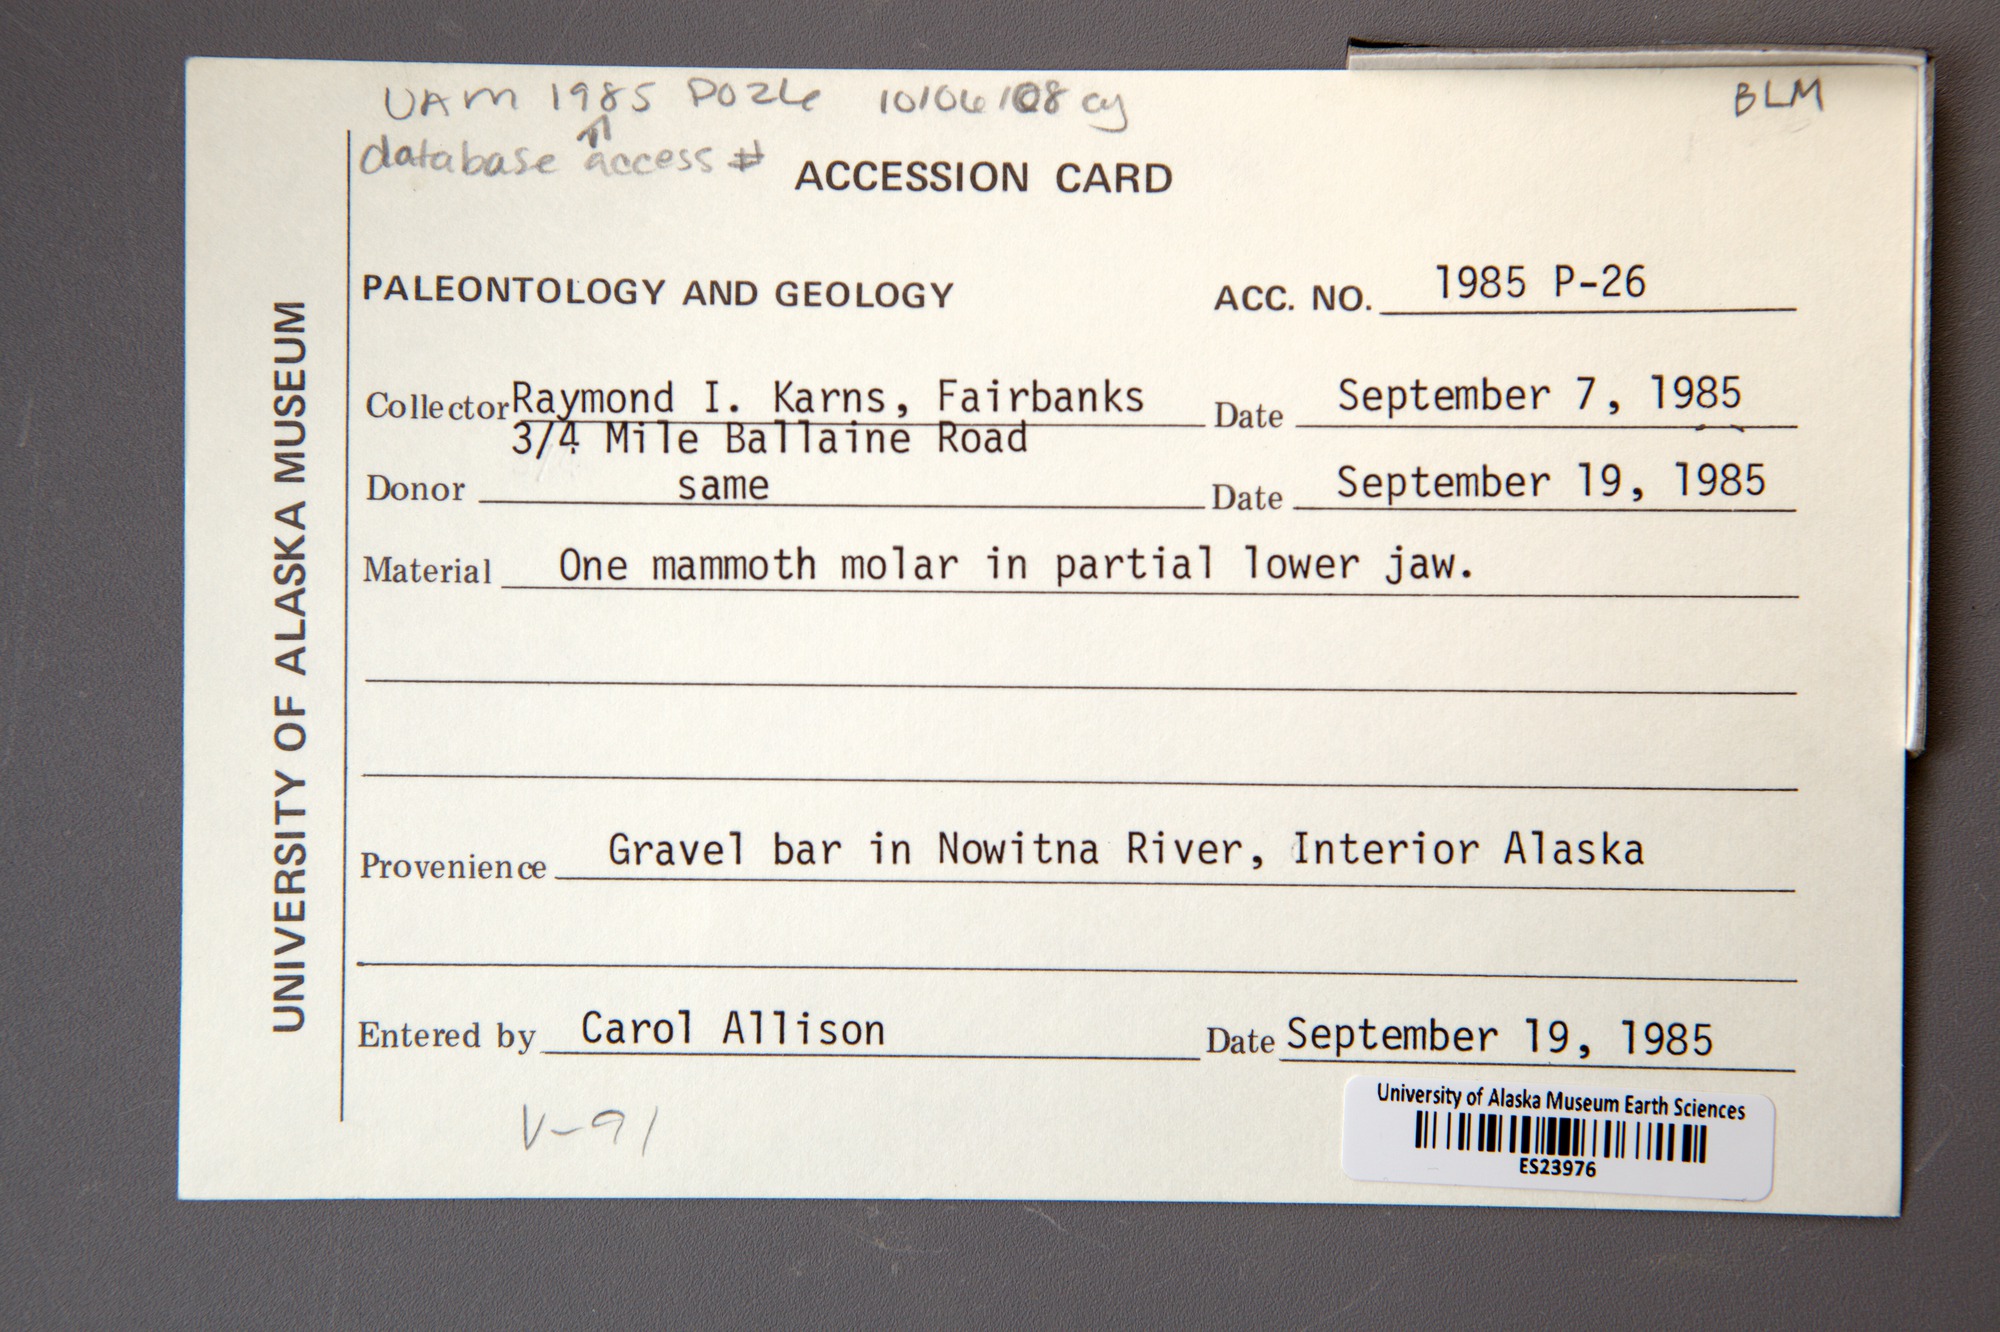 UAM 1985 P026 10/06/08 cy
BLM
database access #
ACCESSION CARD
UNIVERSITY OF ALASKA MUSEUM
PALEONTOLOGY AND GEOLOGY ACC. NO. 1985 P-26
Collector Raymond I. Karns, Fairbanks Date September 7, 1985
3/4 Mile Ballaine Road
Donor same Date September 19, 1985
Material One mammoth molar in partial lower jaw.
Provenience Gravel bar in Nowitna River, Interior Alaska
Entered by Carol Allison Date September 19, 1985
V-91
University of Alaska Museum Earth Sciences
ES23976